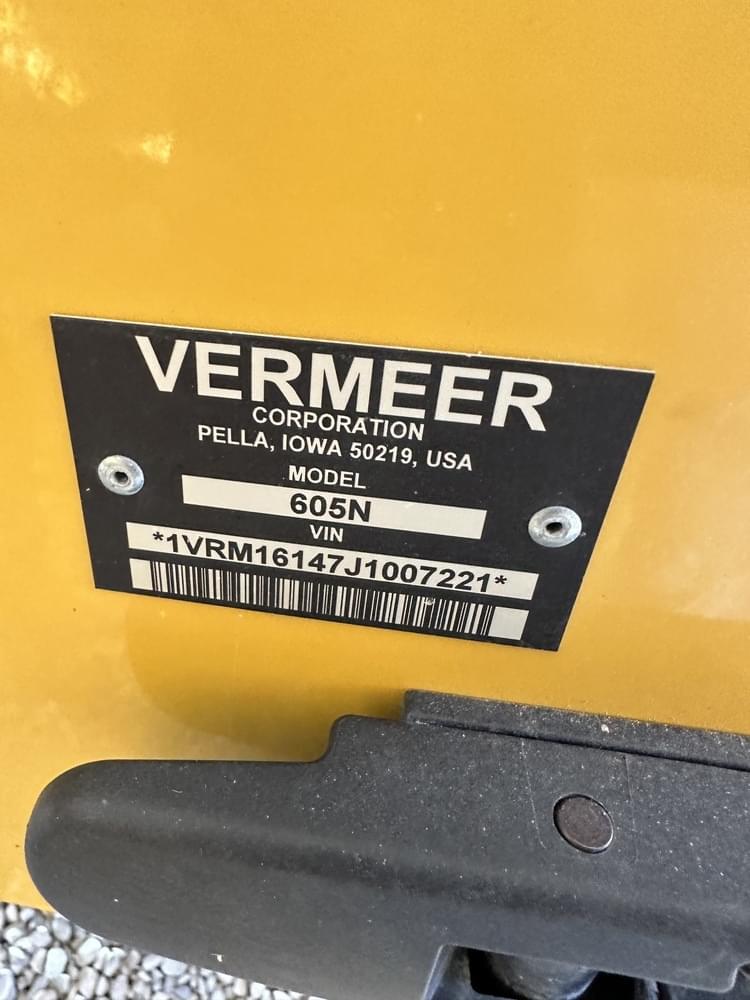 VERMEER
CORPORATION
PELLA, IOWA 50219, USA
MODEL
605N
VIN
*1VRM16147J1007221*